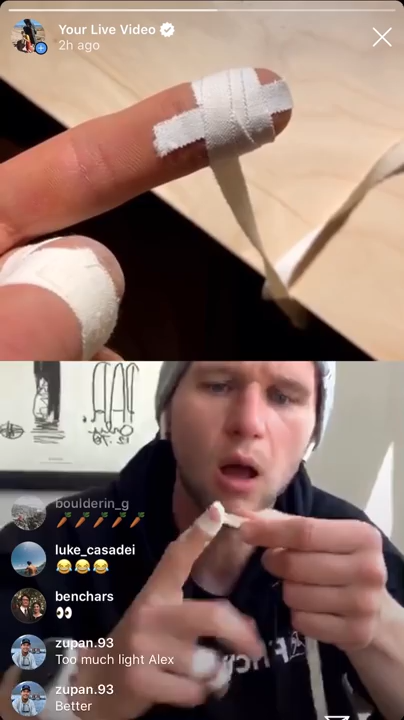 Your Live Video
2h ago
boulderin_g
🥕🥕🥕🥕🥕
luke_casadei
😂😂😂
benchars
👀
zupan.93
Too much light Alex
zupan.93
Better